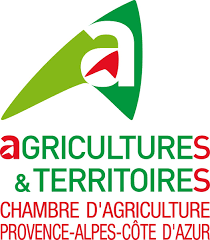 a
aGRICULTURES
& TERRITOIRES
CHAMBRE D'AGRICULTURE
PROVENCE-ALPES-CÔTE D'AZUR